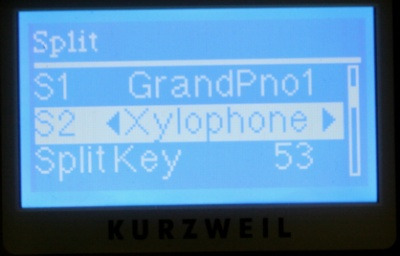 Split
S1 GrandPno1
S2 Xylophone
SplitKey 53
KURZWEIL